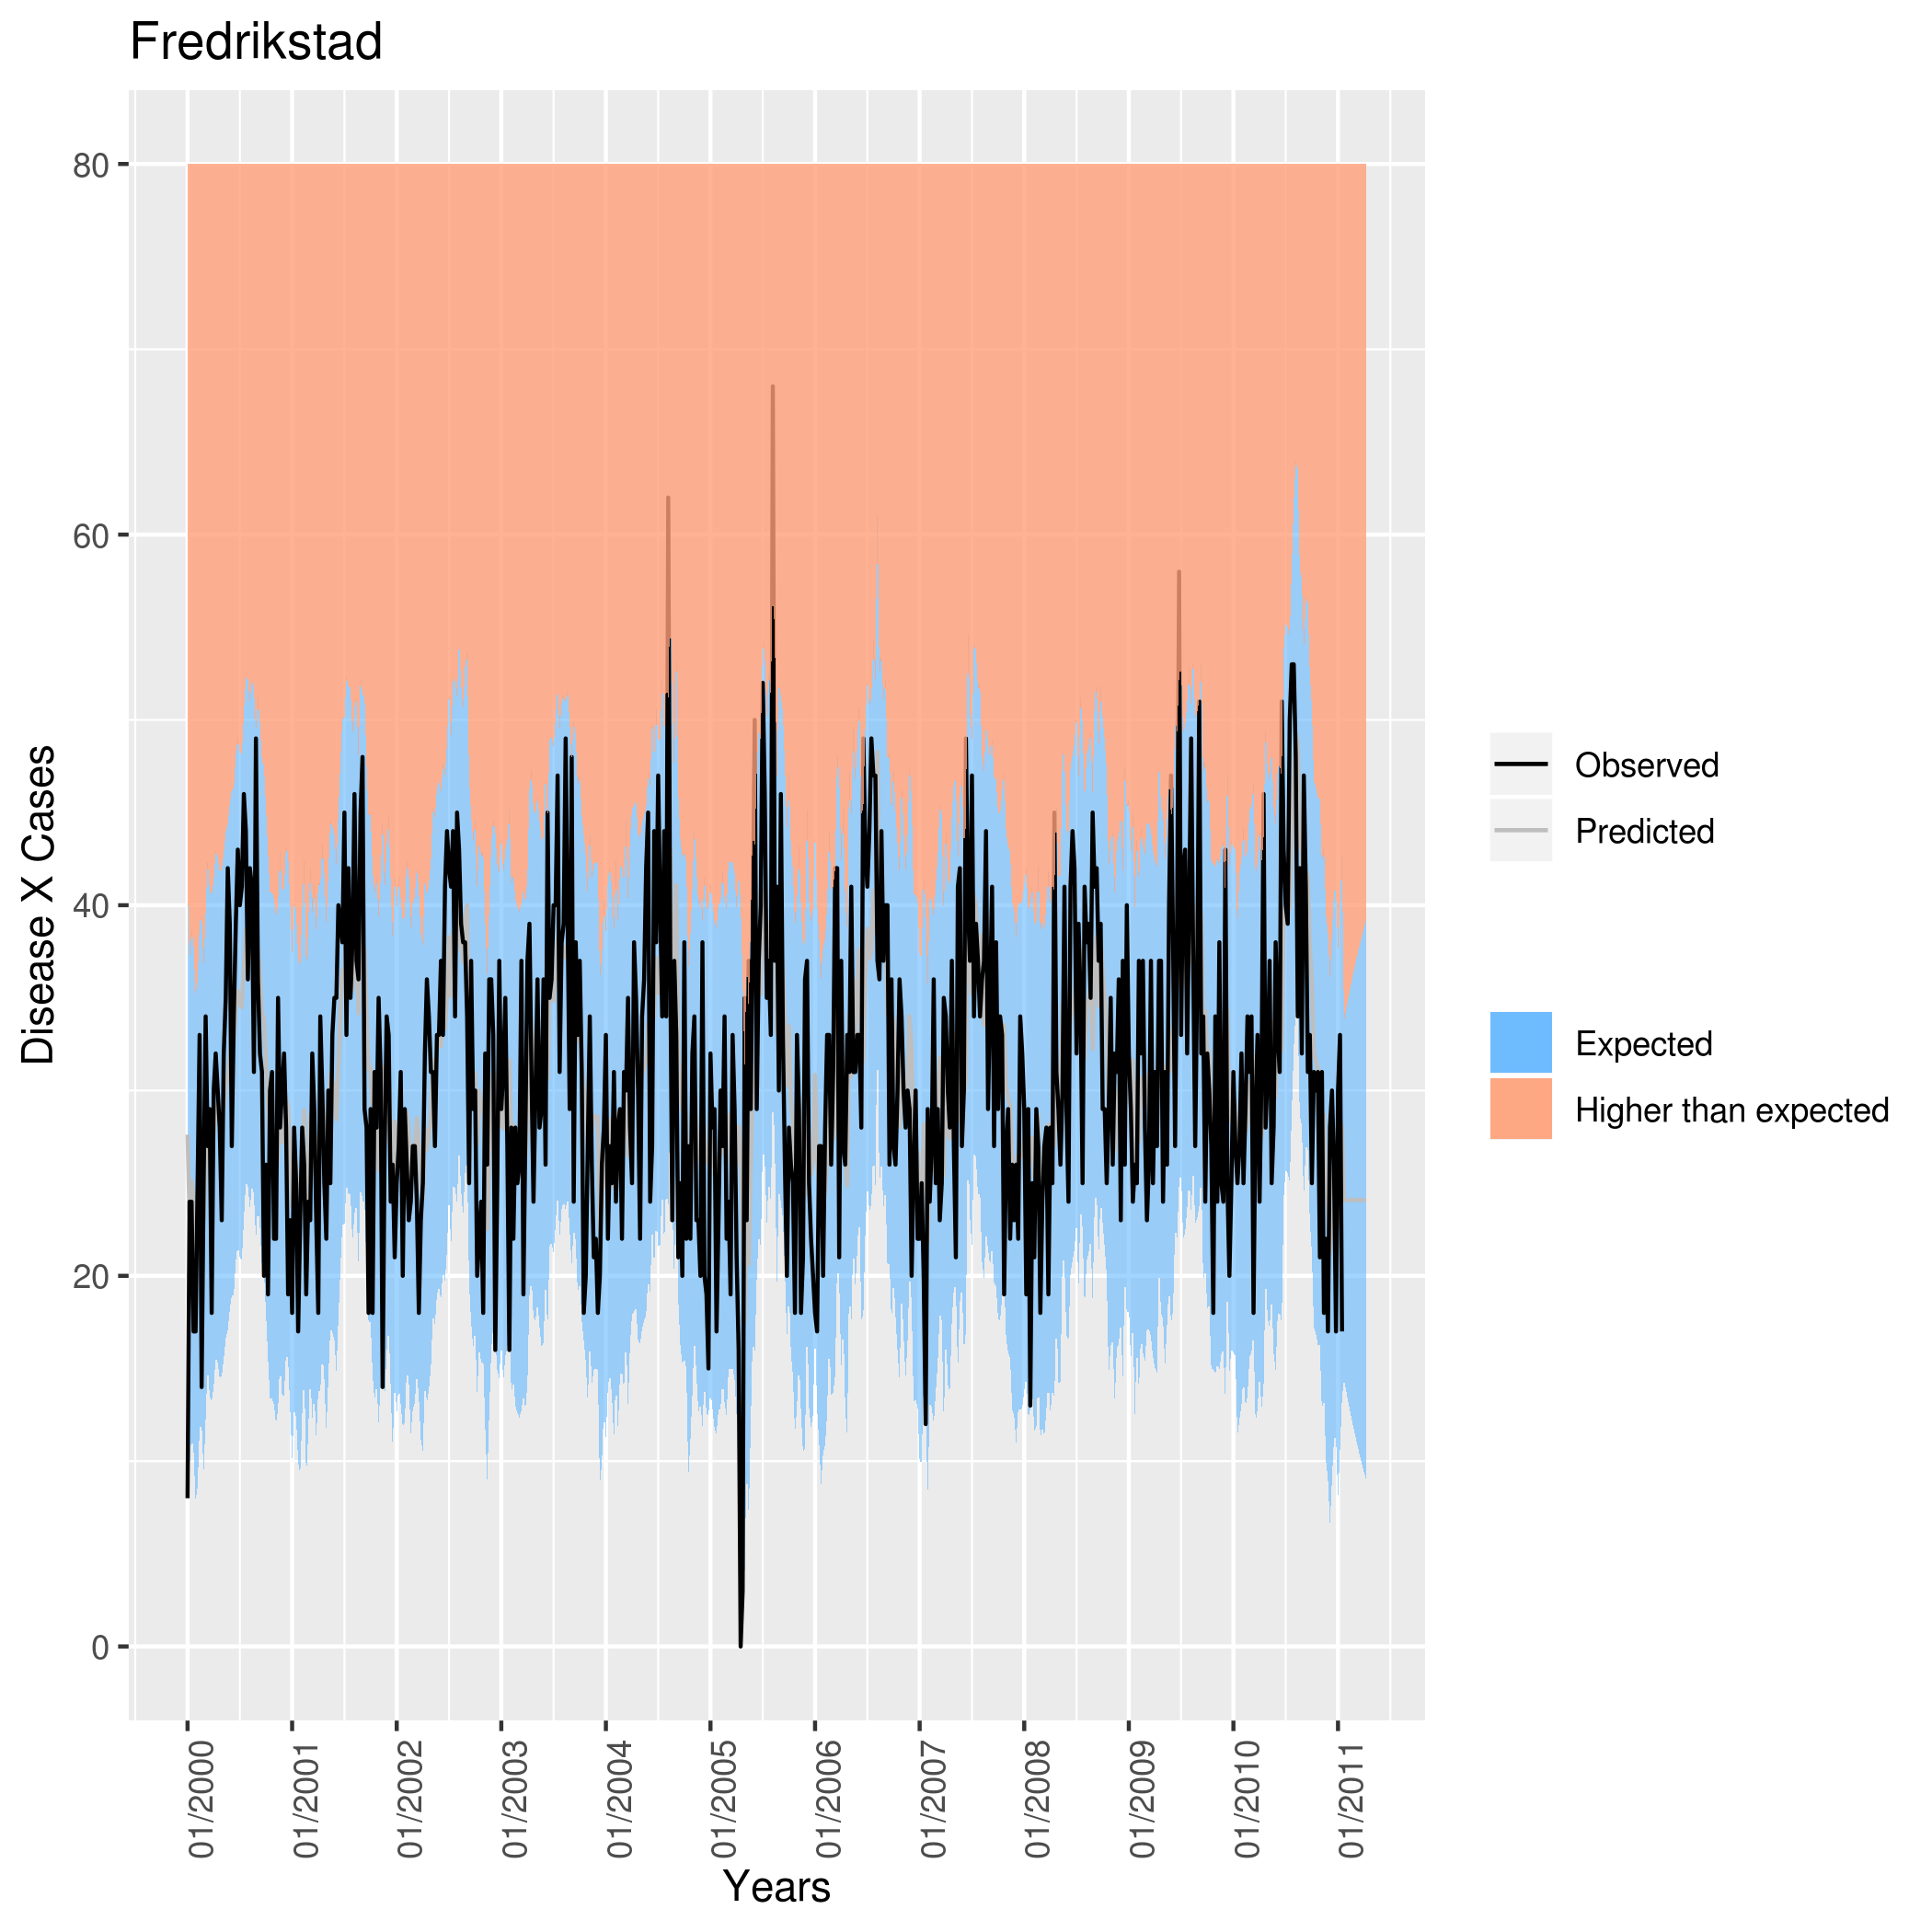 Fredrikstad
80
60
40
20
0
Disease X Cases
01/2000
01/2001
01/2002
01/2003
01/2004
01/2005
01/2006
01/2007
01/2008
01/2009
01/2010
01/2011
Years
Observed
Predicted
Expected
Higher than expected